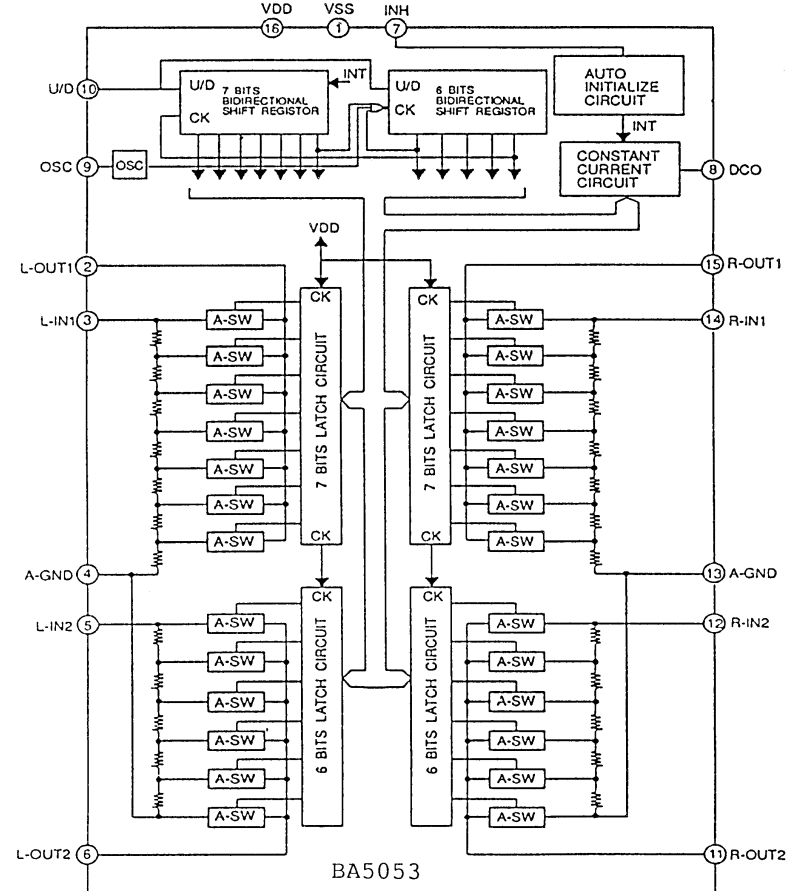 VDD VSS INH
16 1 7
U/D 10
U/D 7 BITS BIDIRECTIONAL SHIFT REGISTOR
CK
INT
U/D 6 BITS BIDIRECTIONAL SHIFT REGISTOR
CK
AUTO
INITIALIZE
CIRCUIT
INT
OSC 9 OSC
CONSTANT
CURRENT
CIRCUIT
8 DCO
VDD
L-OUT1 2
15 R-OUT1
CK CK
L-IN1 3 A-SW A-SW 14 R-IN1
A-SW A-SW
A-SW A-SW
A-SW A-SW
A-SW A-SW
A-SW A-SW
A-SW A-SW
7 BITS LATCH CIRCUIT
7 BITS LATCH CIRCUIT
CK CK
A-GND 4
13 A-GND
CK CK
L-IN2 5 A-SW A-SW 12 R-IN2
A-SW A-SW
A-SW A-SW
A-SW A-SW
A-SW A-SW
A-SW A-SW
6 BITS LATCH CIRCUIT
6 BITS LATCH CIRCUIT
L-OUT2 6
11 R-OUT2
BA5053